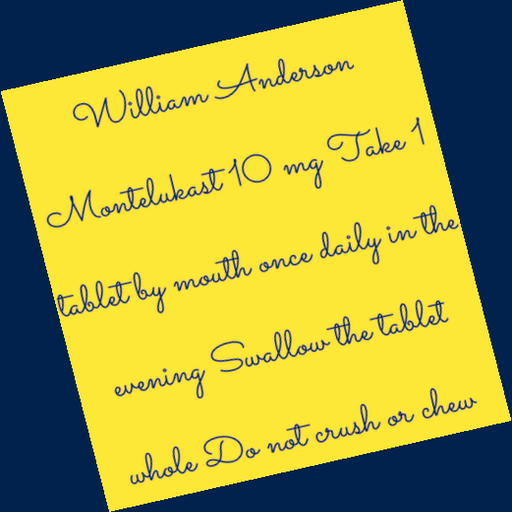 William Anderson
Montelukast 10 mg Take 1
tablet by mouth once daily in the
evening Swallow the tablet
whole Do not crush or chew